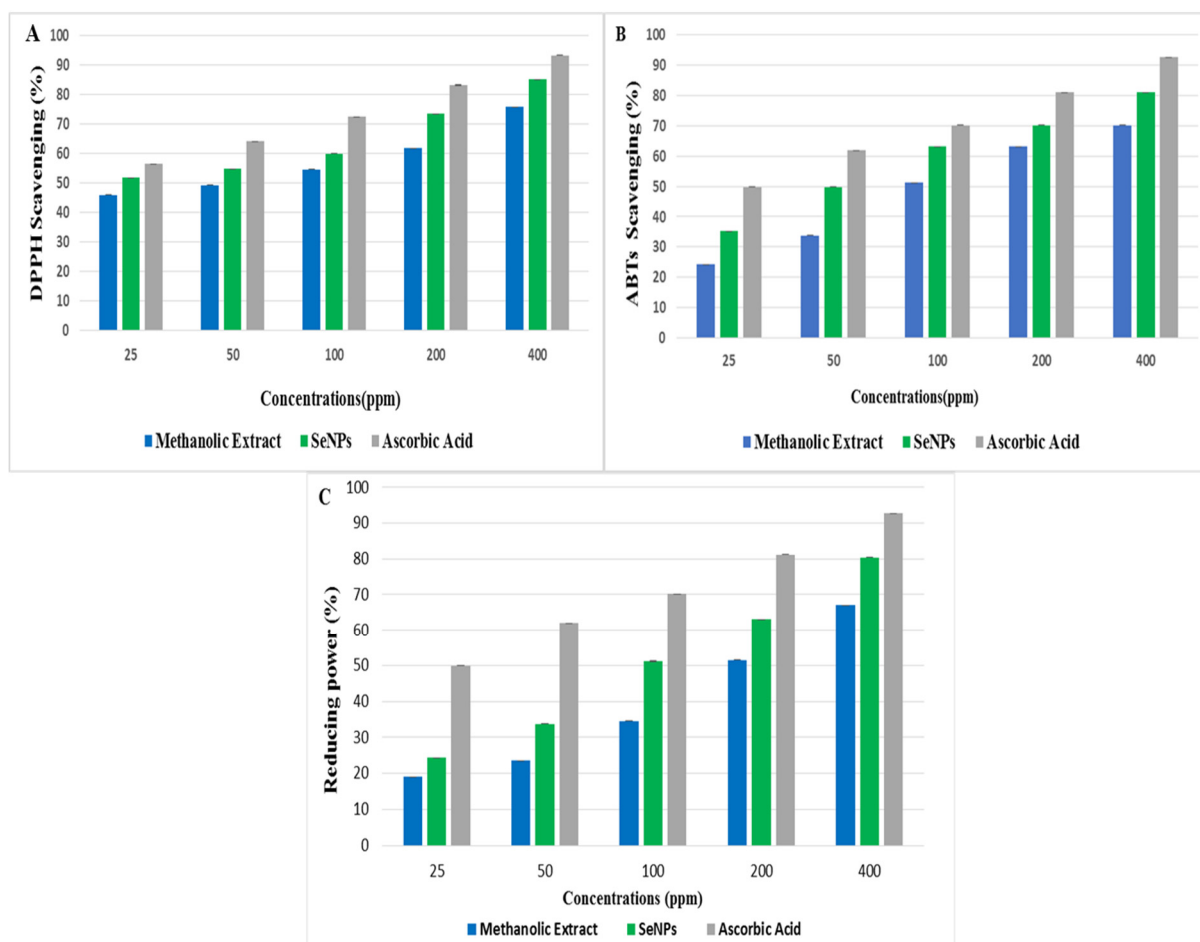 A
DPPH Scavenging (%)
100
90
80
70
60
50
40
30
20
10
0
25 50 100 200 400
Concentrations(ppm)
Methanolic Extract SeNPs Ascorbic Acid
B
ABTs Scavenging (%)
100
90
80
70
60
50
40
30
20
10
0
25 50 100 200 400
Concentrations(ppm)
Methanolic Extract SeNPs Ascorbic Acid
C
Reducing power (%)
100
90
80
70
60
50
40
30
20
10
0
25 50 100 200 400
Concentrations (ppm)
Methanolic Extract SeNPs Ascorbic Acid